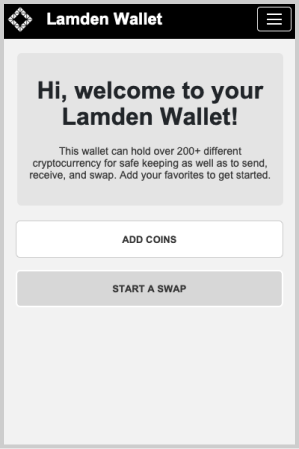 Lamden Wallet
Hi, welcome to your
Lamden Wallet!
This wallet can hold over 200+ different
cryptocurrency for safe keeping as well as to send,
receive, and swap. Add your favorites to get started.
ADD COINS
START A SWAP